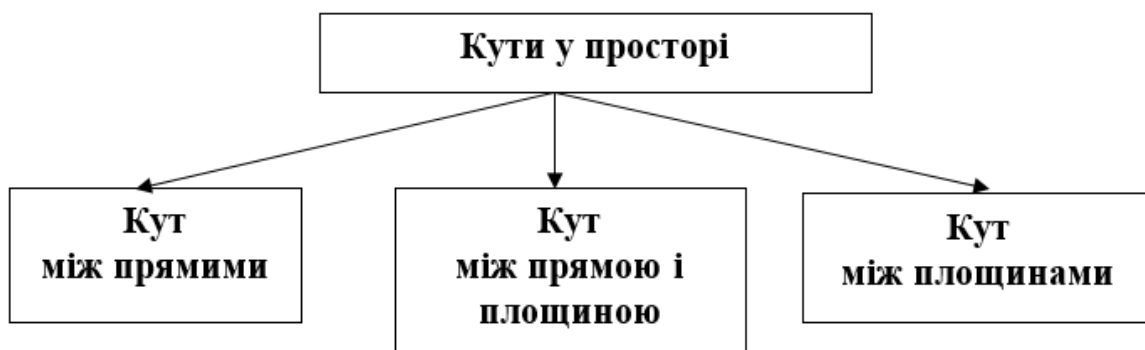 Кути у просторі
Кут
між прямими
Кут
між прямою і
площиною
Кут
між площинами